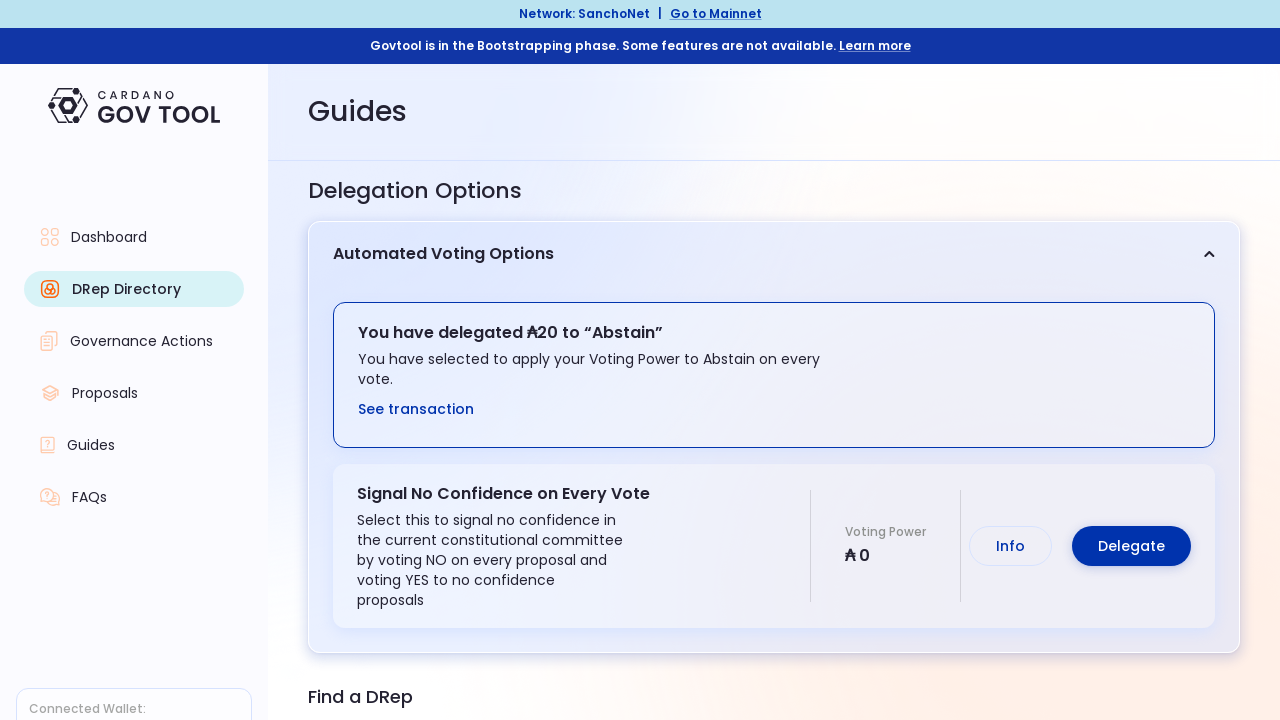 Network: SanchoNet | Go to Mainnet
Govtool is in the Bootstrapping phase. Some features are not available. Learn more
CARDANO
GOV TOOL
Guides
Dashboard
DRep Directory
Governance Actions
Proposals
Guides
FAQs
Connected Wallet:
Delegation Options
Automated Voting Options
You have delegated ₳20 to “Abstain”
You have selected to apply your Voting Power to Abstain on every
vote.
See transaction
Signal No Confidence on Every Vote
Select this to signal no confidence in
the current constitutional committee
by voting NO on every proposal and
voting YES to no confidence
proposals
Voting Power
₳ 0
Info
Delegate
Find a DRep